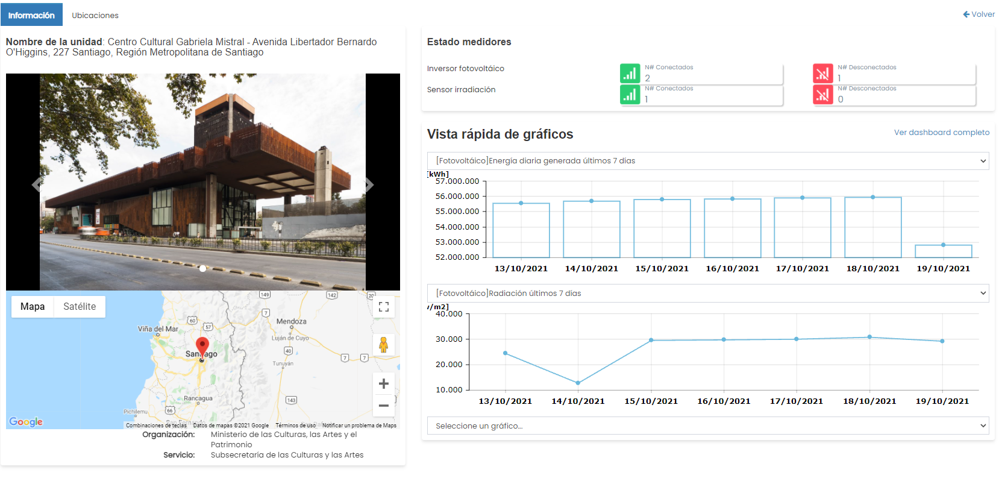 Información
Ubicaciones
Volver
Nombre de la unidad: Centro Cultural Gabriela Mistral - Avenida Libertador Bernardo
O'Higgins, 227 Santiago, Región Metropolitana de Santiago
Mapa
Satélite
149
142
20
7
60
57
Mendoza
Viña del Mar
Luján de Cuyo
Santiago
40
7
7
Tunuyán
Rancagua
143
Pichilemu
66
San Fernando
Google
Combinaciones de teclas
Datos de mapas ©2021 Google
Términos de uso
Notificar un problema de Maps
Organización: Ministerio de las Culturas, las Artes y el
Patrimonio
Servicio: Subsecretaría de las Culturas y las Artes
Estado medidores
Inversor fotovoltáico
N# Conectados
2
N# Desconectados
1
Sensor irradiación
N# Conectados
1
N# Desconectados
0
Vista rápida de gráficos
Ver dashboard completo
[Fotovoltáico]Energía diaria generada últimos 7 días
[kWh]
57.000.000
56.000.000
55.000.000
54.000.000
53.000.000
52.000.000
13/10/2021 14/10/2021 15/10/2021 16/10/2021 17/10/2021 18/10/2021 19/10/2021
[Fotovoltáico]Radiación últimos 7 días
/m2]
40.000
30.000
20.000
10.000
13/10/2021 14/10/2021 15/10/2021 16/10/2021 17/10/2021 18/10/2021 19/10/2021
Seleccione un gráfico...